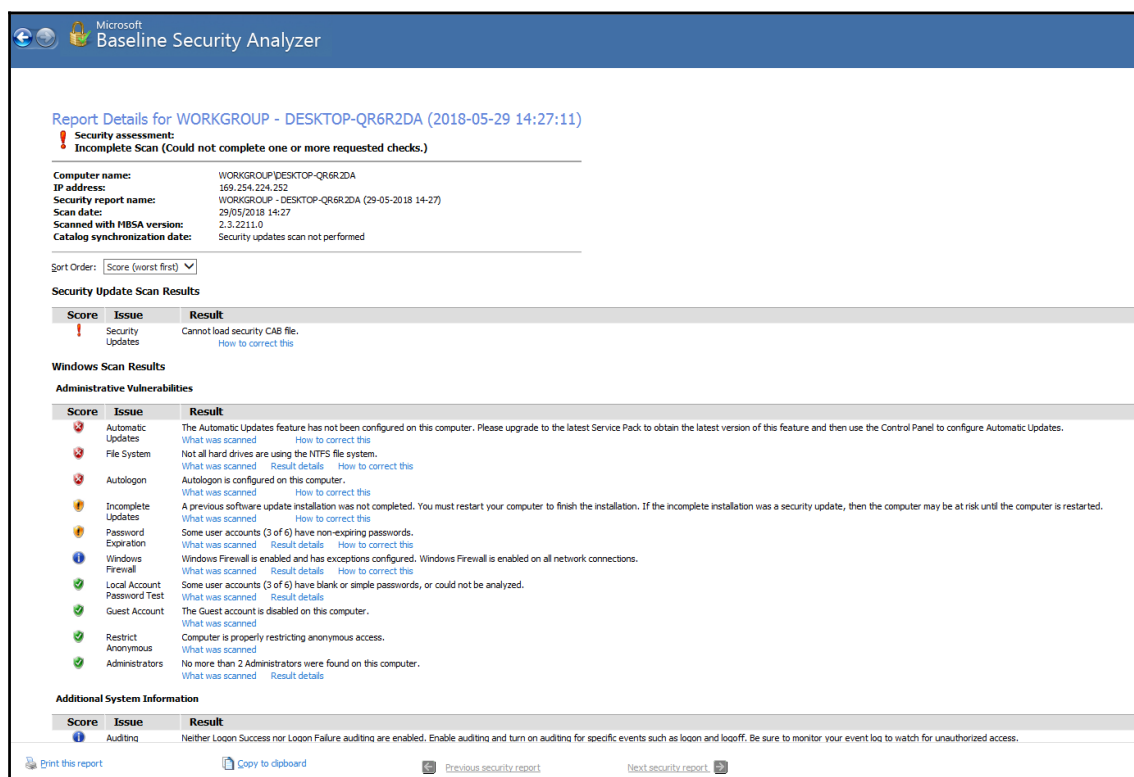 Microsoft
Baseline Security Analyzer
Report Details for WORKGROUP - DESKTOP-QR6R2DA (2018-05-29 14:27:11)
Security assessment:
Incomplete Scan (Could not complete one or more requested checks.)
Computer name: WORKGROUP\DESKTOP-QR6R2DA
IP address: 169.254.224.252
Security report name: WORKGROUP - DESKTOP-QR6R2DA (29-05-2018 14-27)
Scan date: 29/05/2018 14:27
Scanned with MBSA version: 2.3.2211.0
Catalog synchronization date: Security updates scan not performed
Sort Order: Score (worst first)
Security Update Scan Results
Score Issue Result
Security Updates Cannot load security CAB file.
How to correct this
Windows Scan Results
Administrative Vulnerabilities
Score Issue Result
Automatic Updates The Automatic Updates feature has not been configured on this computer. Please upgrade to the latest Service Pack to obtain the latest version of this feature and then use the Control Panel to configure Automatic Updates.
What was scanned How to correct this
File System Not all hard drives are using the NTFS file system.
What was scanned Result details How to correct this
Autologon Autologon is configured on this computer.
What was scanned How to correct this
Incomplete Updates A previous software update installation was not completed. You must restart your computer to finish the installation. If the incomplete installation was a security update, then the computer may be at risk until the computer is restarted.
What was scanned How to correct this
Password Expiration Some user accounts (3 of 6) have non-expiring passwords.
What was scanned Result details How to correct this
Windows Firewall Windows Firewall is enabled and has exceptions configured. Windows Firewall is enabled on all network connections.
What was scanned Result details How to correct this
Local Account Password Test Some user accounts (3 of 6) have blank or simple passwords, or could not be analyzed.
What was scanned Result details
Guest Account The Guest account is disabled on this computer.
What was scanned
Restrict Anonymous Computer is properly restricting anonymous access.
What was scanned
Administrators No more than 2 Administrators were found on this computer.
What was scanned Result details
Additional System Information
Score Issue Result
Auditing Neither Logon Success nor Logon Failure auditing are enabled. Enable auditing and turn on auditing for specific events such as logon and logoff. Be sure to monitor your event log to watch for unauthorized access.
Print this report Copy to clipboard Previous security report Next security report